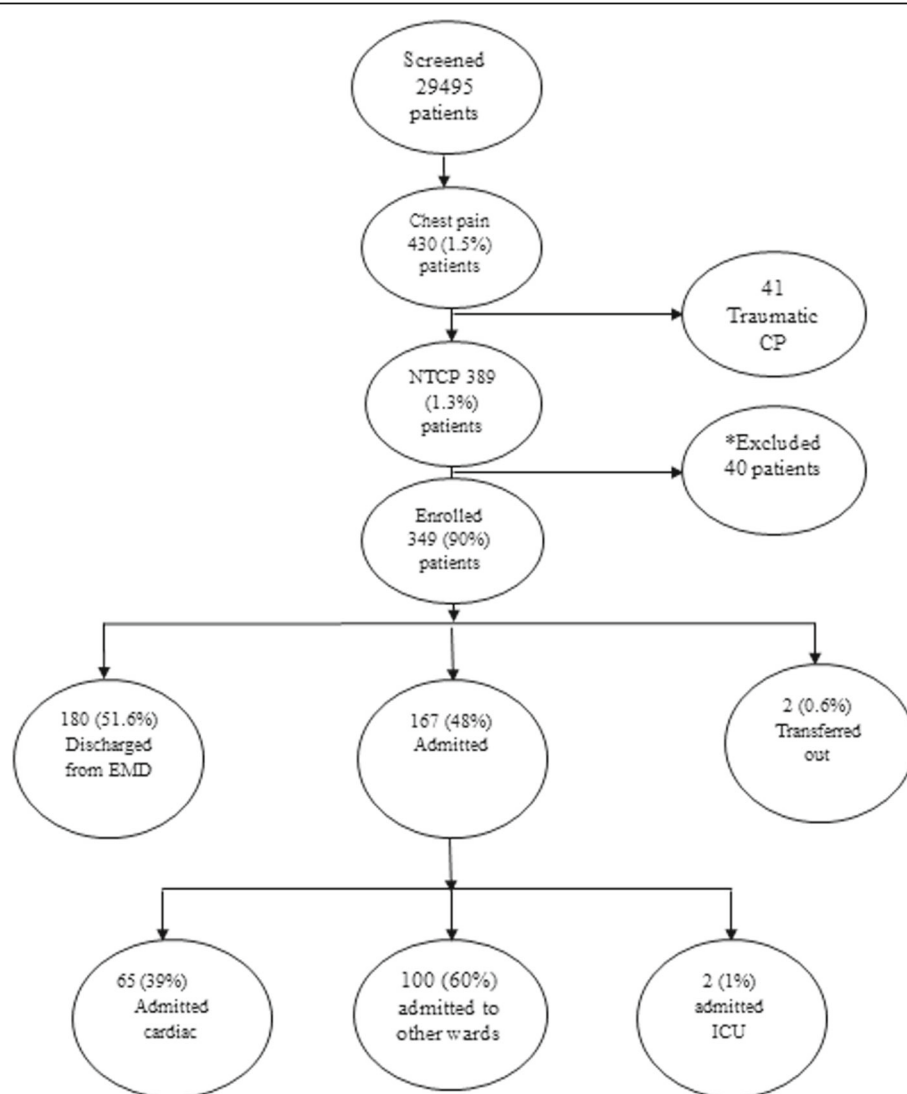 Screened
29495
patients
Chest pain
430 (1.5%)
patients
41
Traumatic
CP
NTCP 389
(1.3%)
patients
*Excluded
40 patients
Enrolled
349 (90%)
patients
180 (51.6%)
Discharged
from EMD
167 (48%)
Admitted
2 (0.6%)
Transferred
out
65 (39%)
Admitted
cardiac
100 (60%)
admitted to
other wards
2 (1%)
admitted
ICU